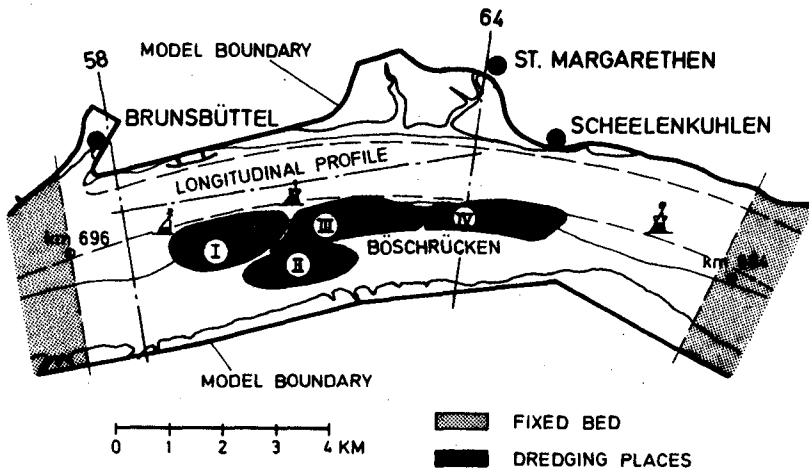 64
58
MODEL BOUNDARY
ST. MARGARETHEN
BRUNSBÜTTEL
SCHEELENKUHLEN
LONGITUDINAL PROFILE
III
IV
km 696
I
BÖSCHRÜCKEN
II
km
MODEL BOUNDARY
FIXED BED
0 1 2 3 4 KM
DREDGING PLACES